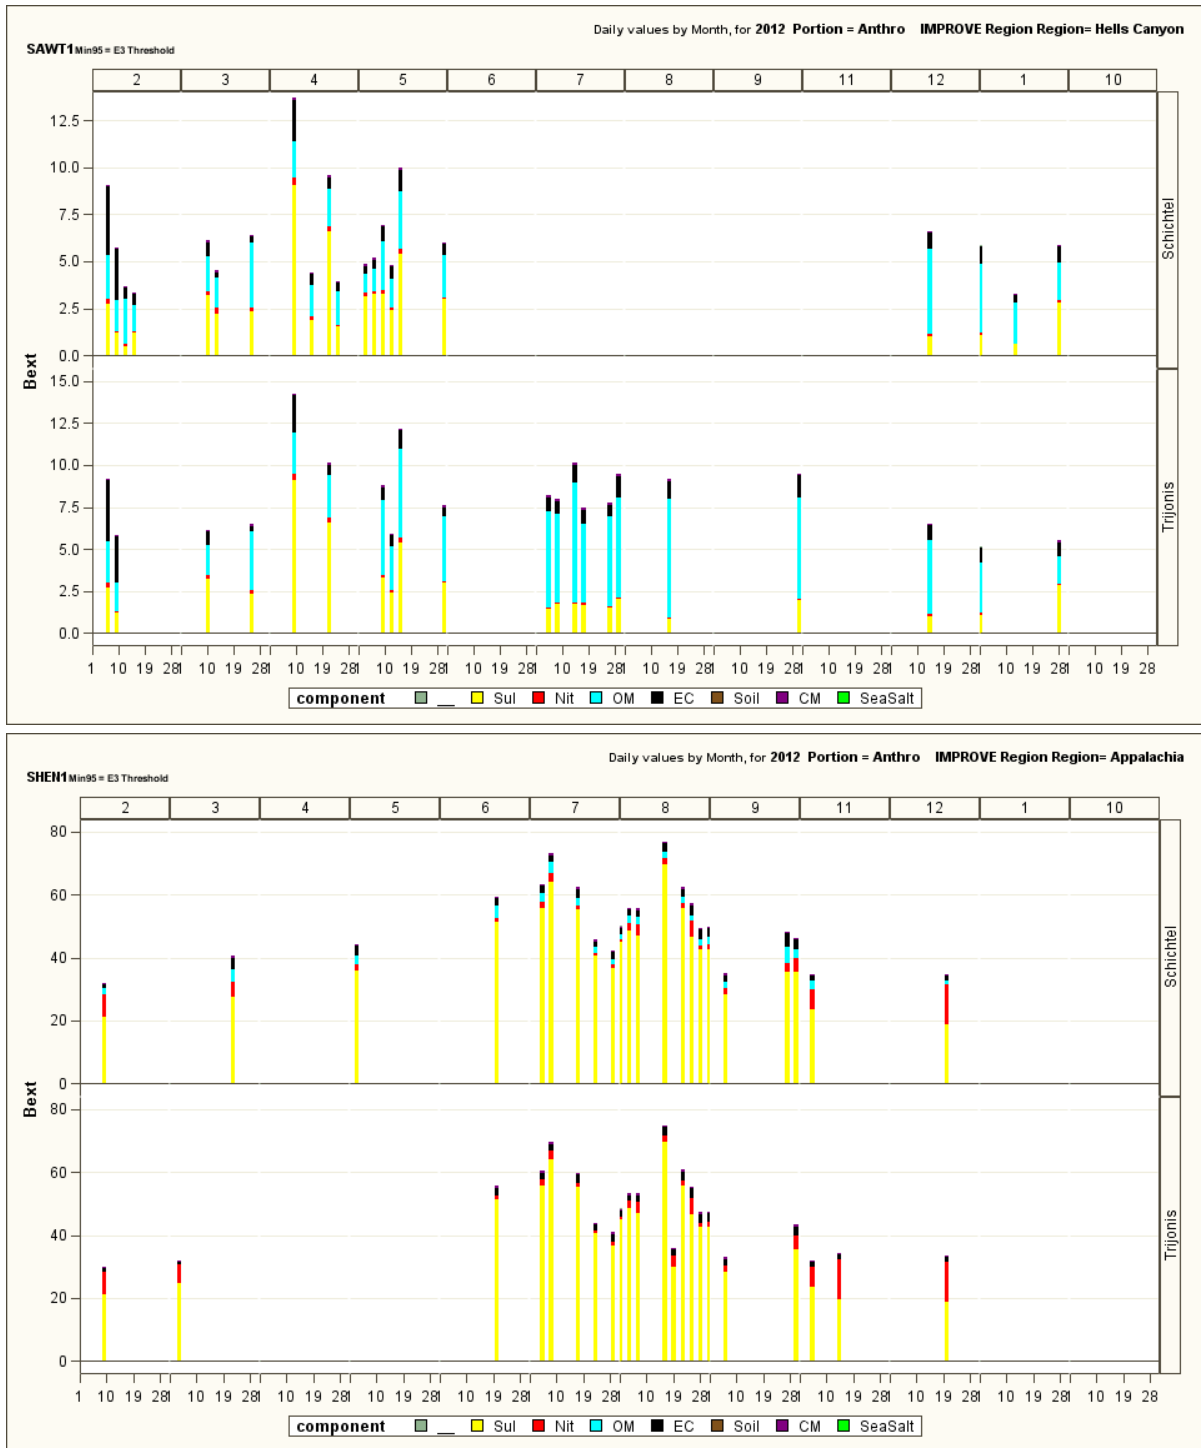 Daily values by Month, for 2012 Portion = Anthro IMPROVE Region Region= Hells Canyon
SAWT1 Min95 = E3 Threshold
2 3 4 5 6 7 8 9 11 12 1 10
12.5
10.0
7.5
5.0
2.5
0.0
Schichtel
Bext
15.0
12.5
10.0
7.5
5.0
2.5
0.0
Trijonis
1 10 19 28 10 19 28 10 19 28 10 19 28 10 19 28 10 19 28 10 19 28 10 19 28 10 19 28 10 19 28 10 19 28 10 19 28
component __ Sul Nit OM EC Soil CM SeaSalt
Daily values by Month, for 2012 Portion = Anthro IMPROVE Region Region= Appalachia
SHEN1 Min95 = E3 Threshold
2 3 4 5 6 7 8 9 11 12 1 10
80
60
40
20
0
Schichtel
Bext
80
60
40
20
0
Trijonis
1 10 19 28 10 19 28 10 19 28 10 19 28 10 19 28 10 19 28 10 19 28 10 19 28 10 19 28 10 19 28 10 19 28 10 19 28
component __ Sul Nit OM EC Soil CM SeaSalt